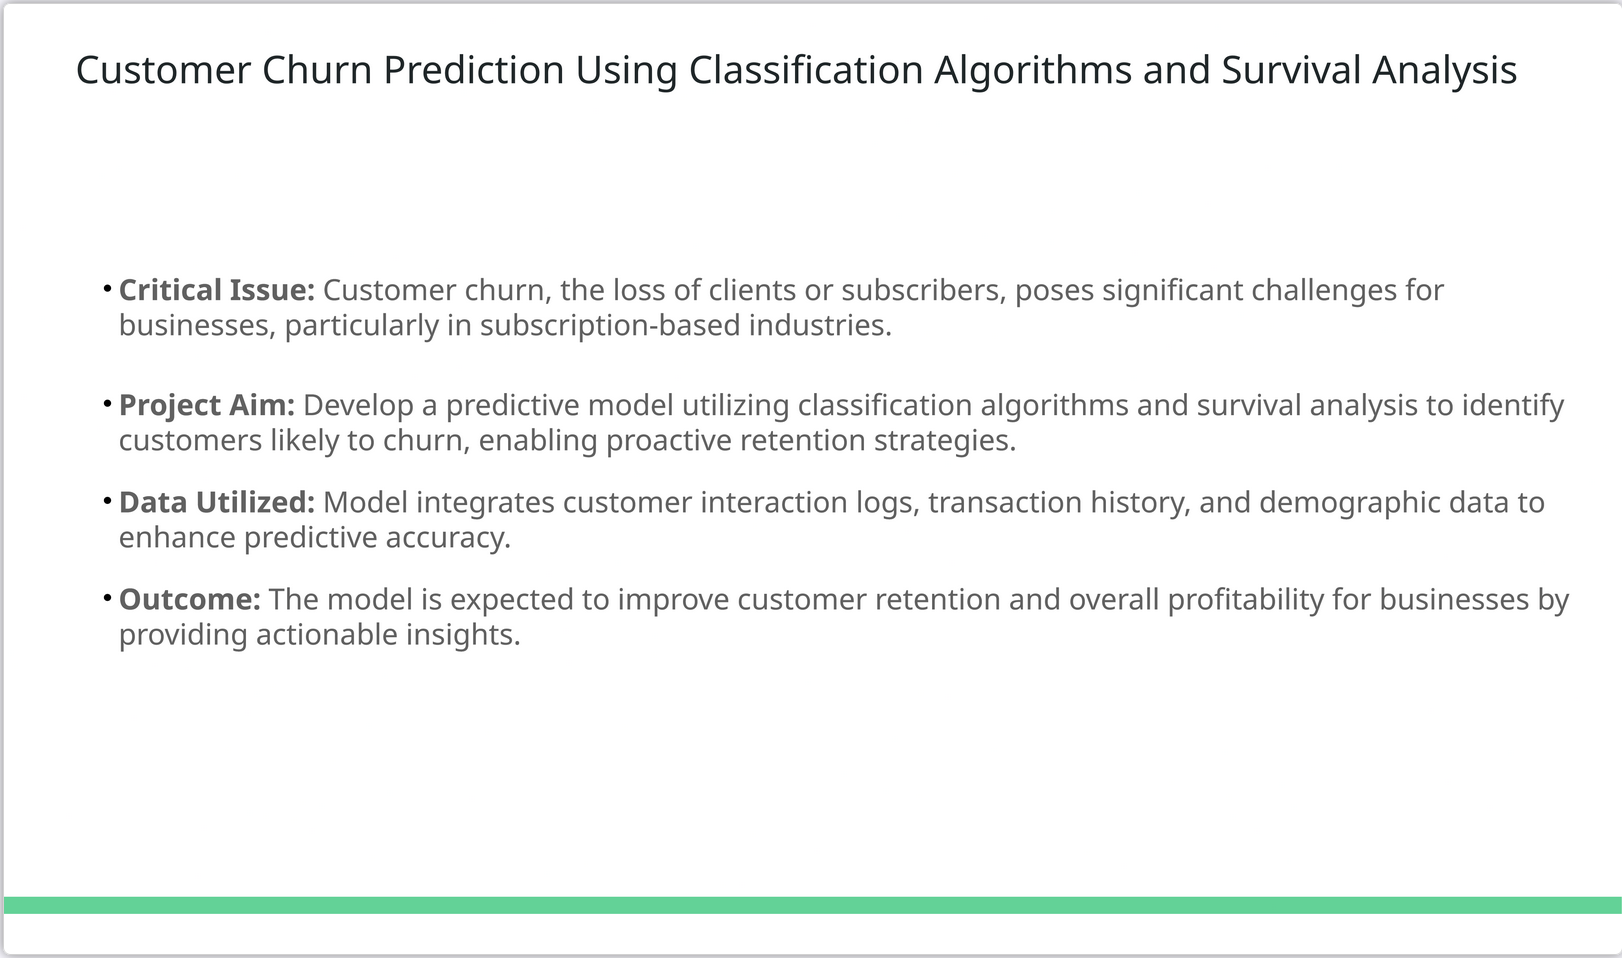 Customer Churn Prediction Using Classification Algorithms and Survival Analysis
• Critical Issue: Customer churn, the loss of clients or subscribers, poses significant challenges for
businesses, particularly in subscription-based industries.
• Project Aim: Develop a predictive model utilizing classification algorithms and survival analysis to identify
customers likely to churn, enabling proactive retention strategies.
• Data Utilized: Model integrates customer interaction logs, transaction history, and demographic data to
enhance predictive accuracy.
• Outcome: The model is expected to improve customer retention and overall profitability for businesses by
providing actionable insights.